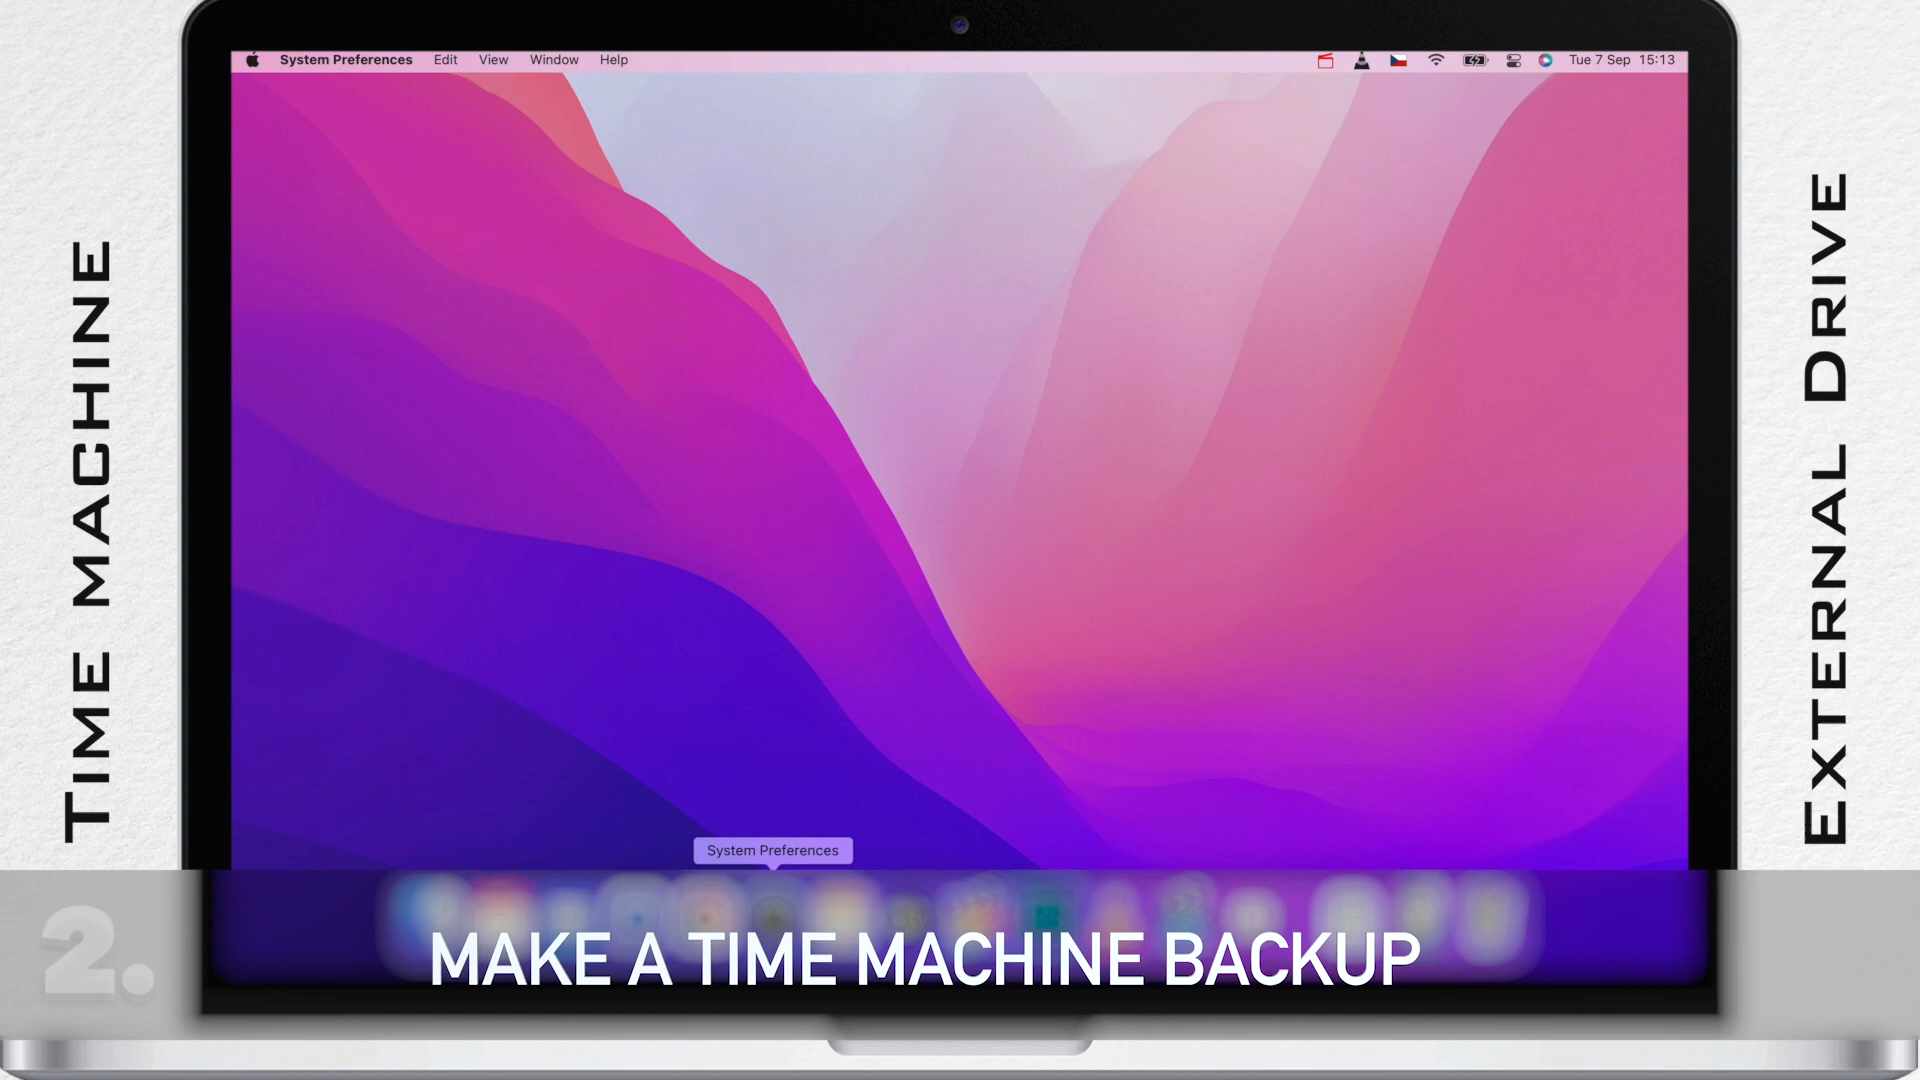 System Preferences Edit View Window Help Tue 7 Sep 15:13
TIME MACHINE
EXTERNAL DRIVE
System Preferences
2.
MAKE A TIME MACHINE BACKUP